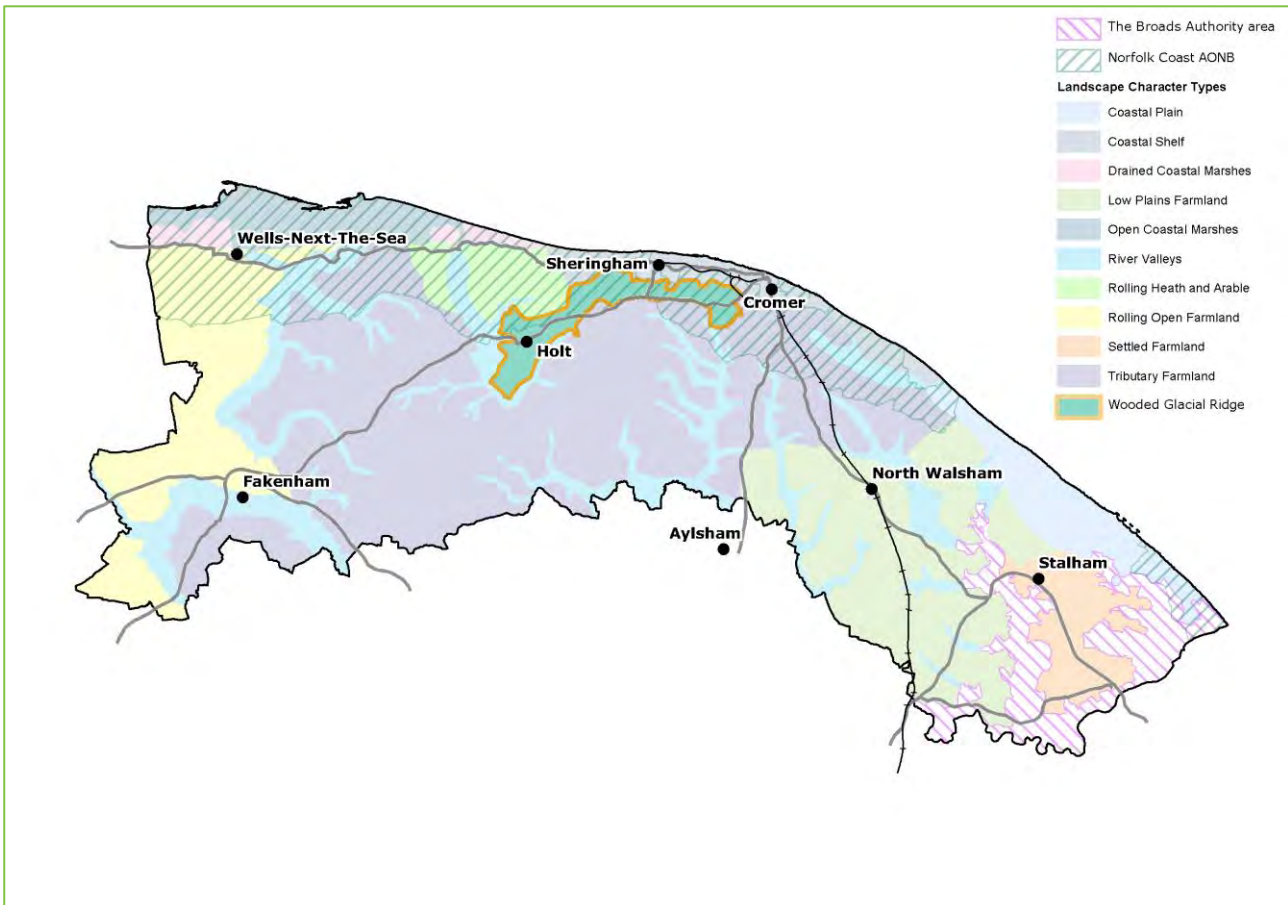 The Broads Authority area
Norfolk Coast AONB
Landscape Character Types
Coastal Plain
Coastal Shelf
Drained Coastal Marshes
Low Plains Farmland
Open Coastal Marshes
River Valleys
Rolling Heath and Arable
Rolling Open Farmland
Settled Farmland
Tributary Farmland
Wooded Glacial Ridge
Wells-Next-The-Sea
Sheringham
Cromer
Holt
Fakenham
North Walsham
Aylsham
Stalham